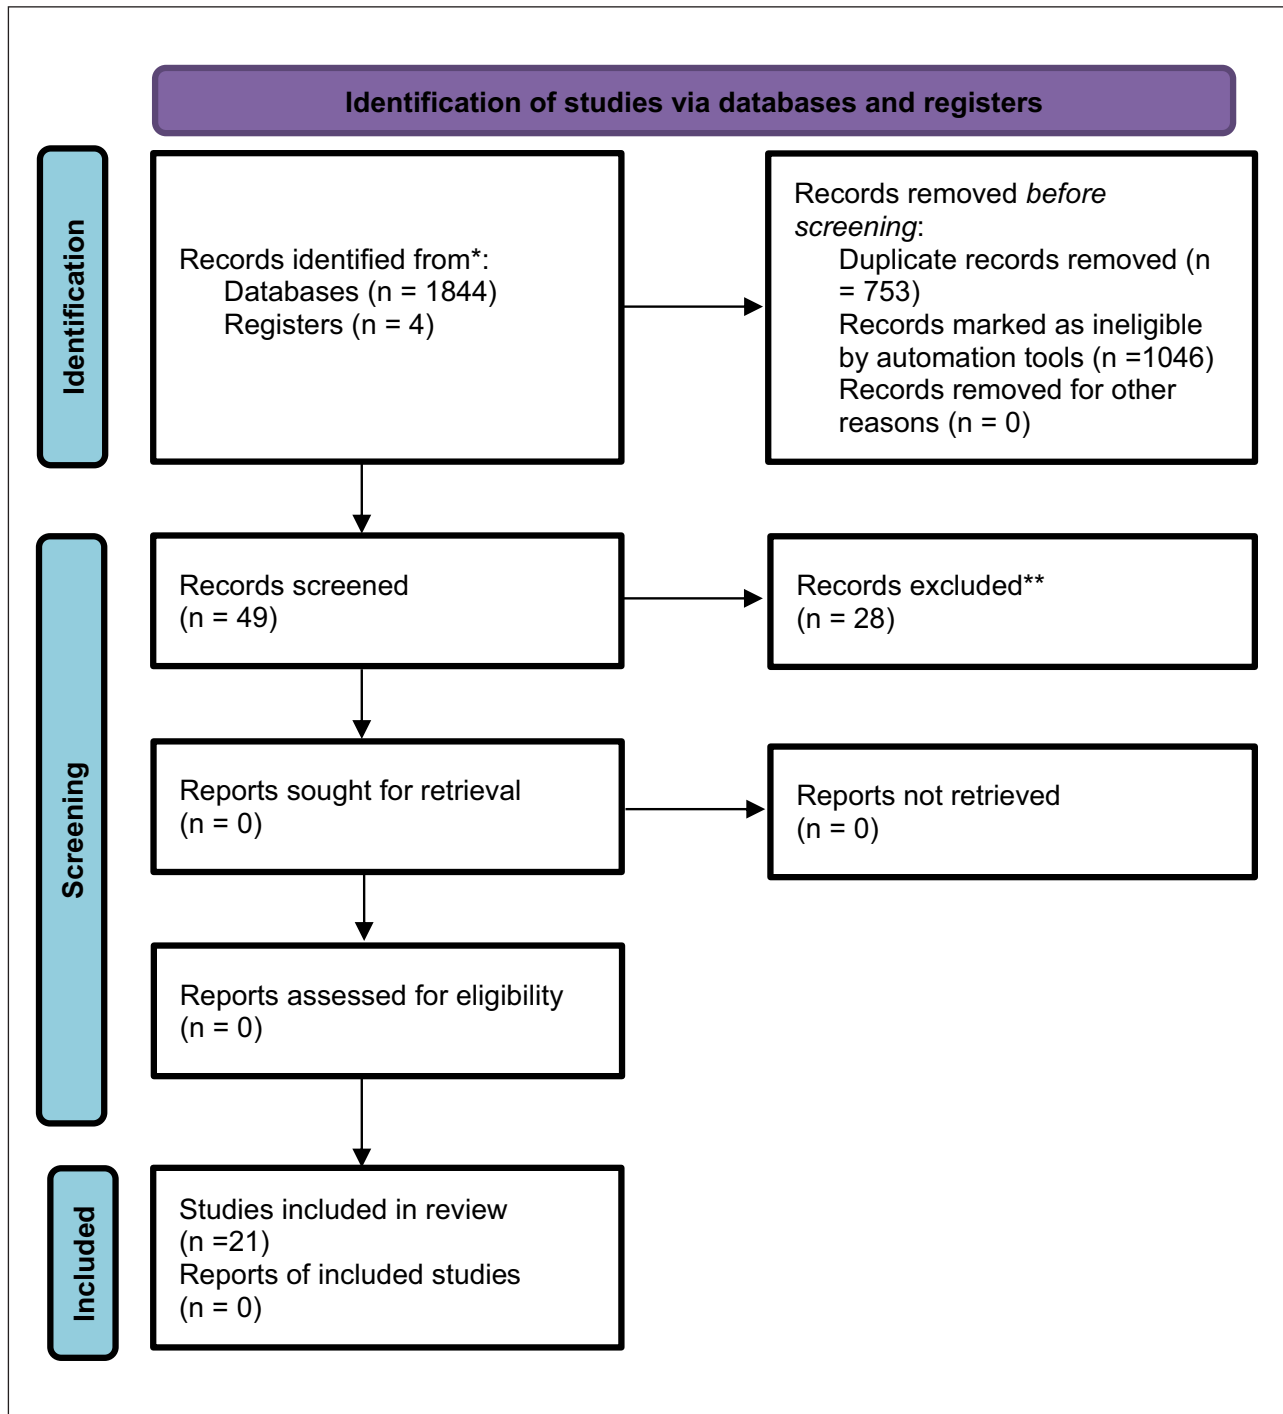 Identification of studies via databases and registers
Identification
Records identified from*:
Databases (n = 1844)
Registers (n = 4)
Records removed before
screening:
Duplicate records removed (n
= 753)
Records marked as ineligible
by automation tools (n =1046)
Records removed for other
reasons (n = 0)
Screening
Records screened
(n = 49)
Records excluded**
(n = 28)
Reports sought for retrieval
(n = 0)
Reports not retrieved
(n = 0)
Reports assessed for eligibility
(n = 0)
Included
Studies included in review
(n =21)
Reports of included studies
(n = 0)